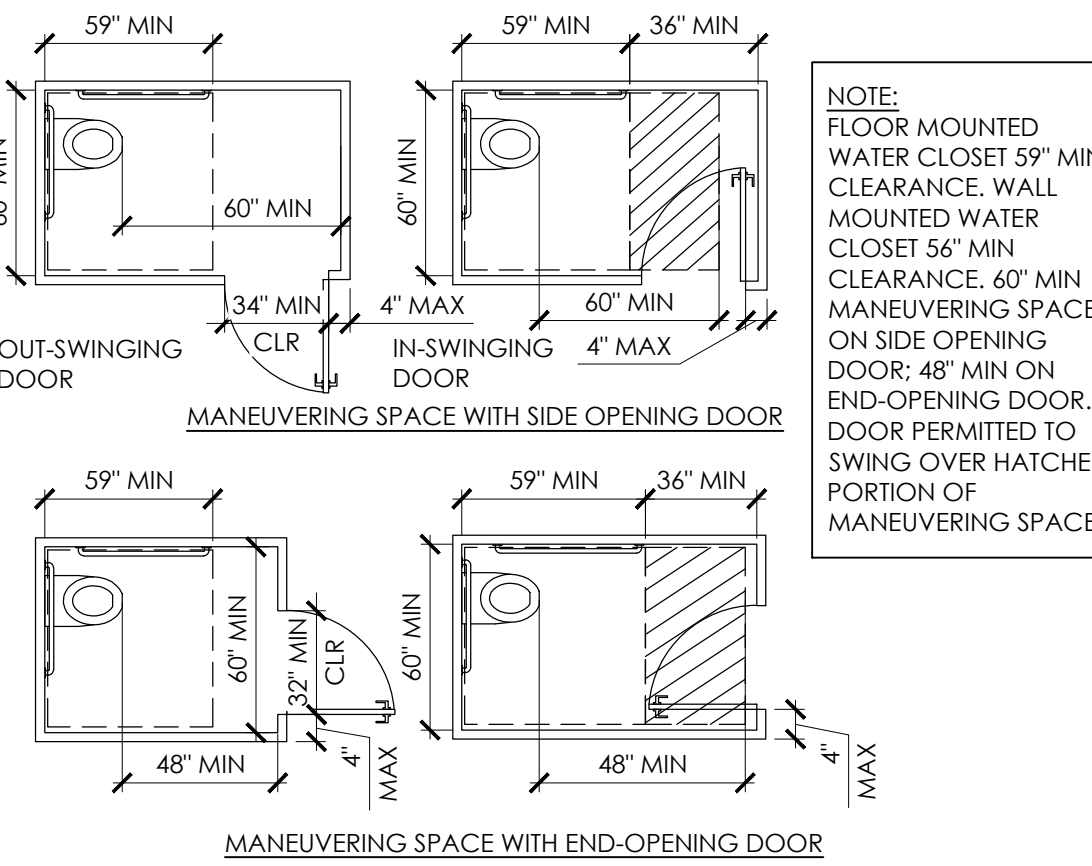 59" MIN
59" MIN
36" MIN
60" MIN
60" MIN
60" MIN
34" MIN
CLR
4" MAX
60" MIN
4" MAX
OUT-SWINGING
DOOR
IN-SWINGING
DOOR
MANEUVERING SPACE WITH SIDE OPENING DOOR
NOTE:
FLOOR MOUNTED
WATER CLOSET 59" MIN
CLEARANCE. WALL
MOUNTED WATER
CLOSET 56" MIN
CLEARANCE. 60" MIN
MANEUVERING SPACE
ON SIDE OPENING
DOOR; 48" MIN ON
END-OPENING DOOR.
DOOR PERMITTED TO
SWING OVER HATCHE
PORTION OF
MANEUVERING SPACE
59" MIN
59" MIN
36" MIN
60" MIN
32" MIN
CLR
60" MIN
48" MIN
4"
MAX
48" MIN
4"
MAX
MANEUVERING SPACE WITH END-OPENING DOOR